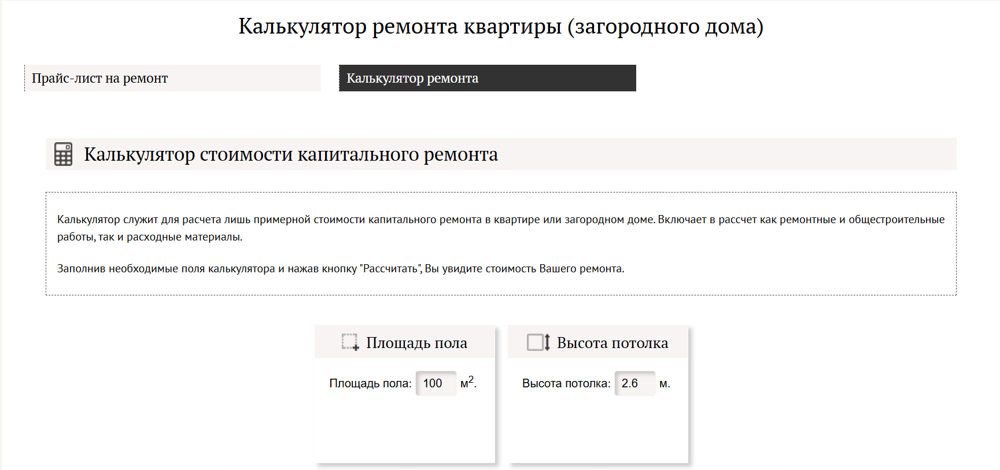 Калькулятор ремонта квартиры (загородного дома)
Прайс-лист на ремонт
Калькулятор ремонта
Калькулятор стоимости капитального ремонта
Калькулятор служит для расчета лишь примерной стоимости капитального ремонта в квартире или загородном доме. Включает в рассчет как ремонтные и общестроительные
работы, так и расходные материалы.
Заполнив необходимые поля калькулятора и нажав кнопку "Рассчитать", Вы увидите стоимость Вашего ремонта.
Площадь пола
Площадь пола: 100 м².
Высота потолка
Высота потолка: 2.6 м.